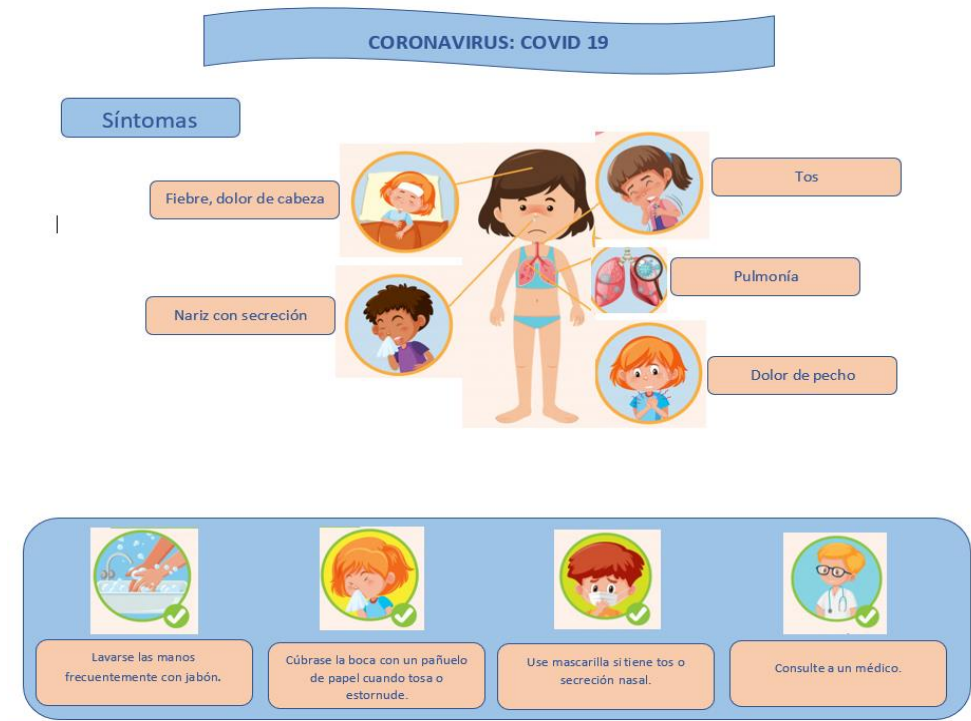 CORONAVIRUS: COVID 19
Síntomas
Fiebre, dolor de cabeza
Tos
Nariz con secreción
Pulmonía
Dolor de pecho
Lavarse las manos
frecuentemente con jabón.
Cúbrase la boca con un pañuelo
de papel cuando tosa o
estornude.
Use mascarilla si tiene tos o
secreción nasal.
Consulte a un médico.